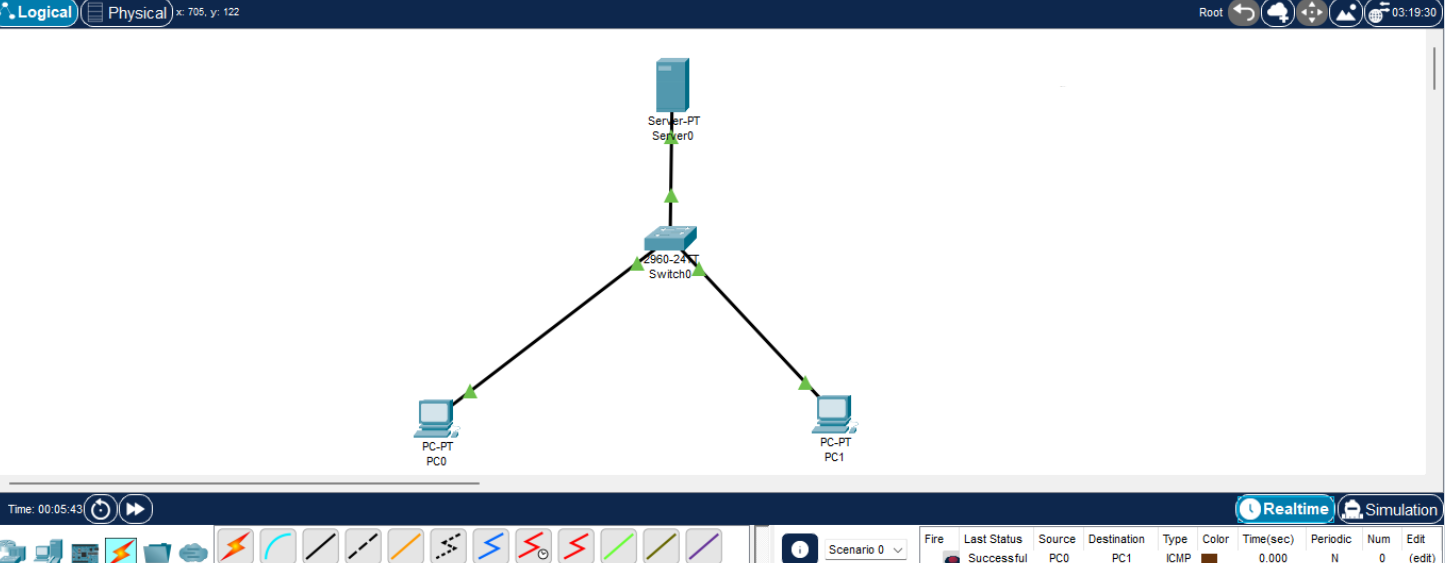 Logical Physical x: 705, y: 122 Root 03:19:30
Server-PT
Server0
2960-24TT
Switch0
PC-PT
PC0
PC-PT
PC1
Time: 00:05:43 Realtime Simulation
Scenario 0
Fire Last Status Source Destination Type Color Time(sec) Periodic Num Edit
Successful PC0 PC1 ICMP 0.000 N 0 (edit)